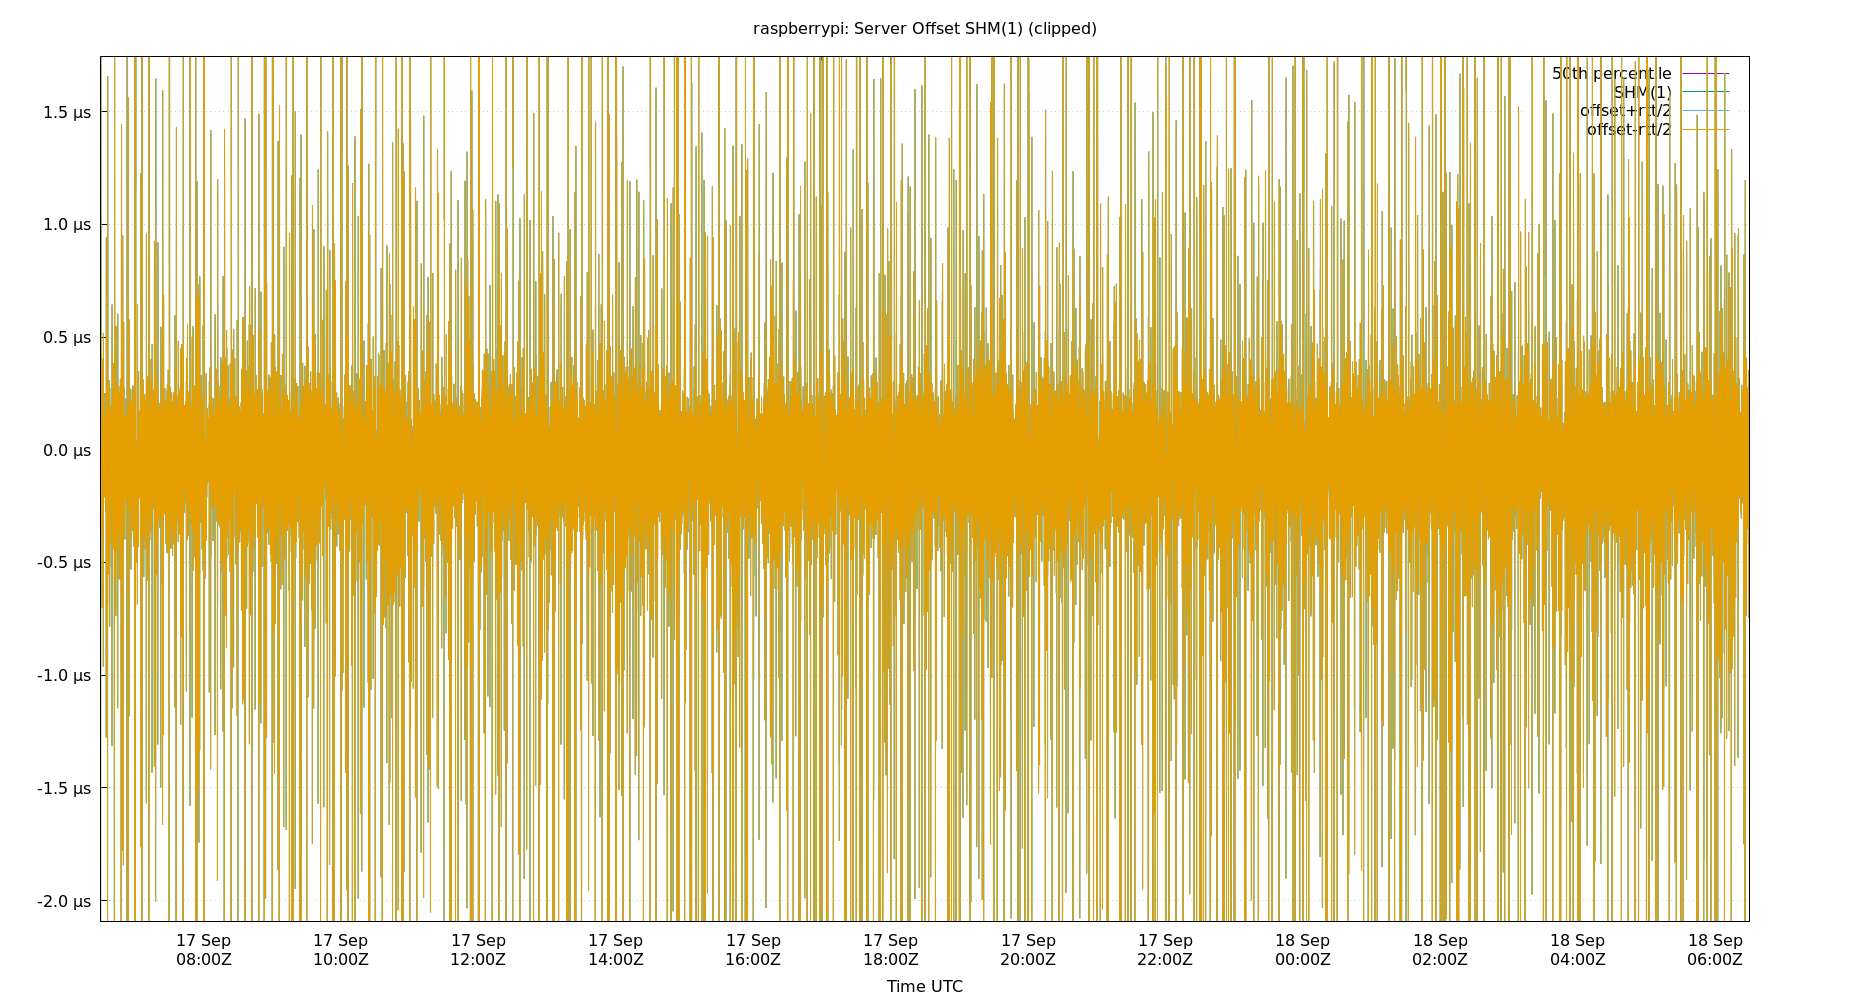 raspberrypi: Server Offset SHM(1) (clipped)
50th percentile
SHM(1)
offset+rtt/2
offset-rtt/2
1.5 µs
1.0 µs
0.5 µs
0.0 µs
-0.5 µs
-1.0 µs
-1.5 µs
-2.0 µs
17 Sep 17 Sep 17 Sep 17 Sep 17 Sep 17 Sep 17 Sep 17 Sep 18 Sep 18 Sep 18 Sep 18 Sep
08:00Z 10:00Z 12:00Z 14:00Z 16:00Z 18:00Z 20:00Z 22:00Z 00:00Z 02:00Z 04:00Z 06:00Z
Time UTC